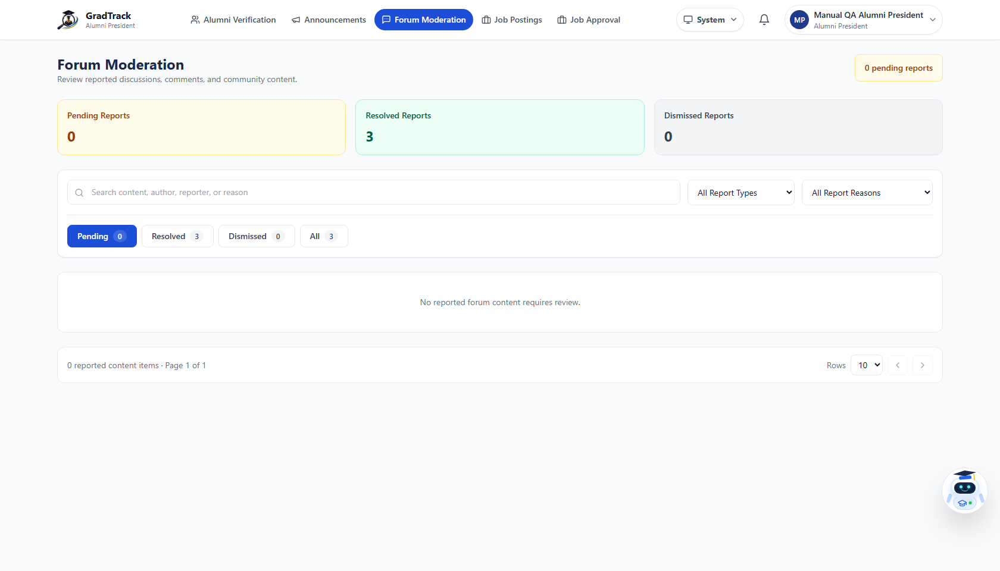 GradTrack
Alumni President
Alumni Verification
Announcements
Forum Moderation
Job Postings
Job Approval
System
MP
Manual QA Alumni President
Alumni President
Forum Moderation
Review reported discussions, comments, and community content.
0 pending reports
Pending Reports
0
Resolved Reports
3
Dismissed Reports
0
Search content, author, reporter, or reason
All Report Types
All Report Reasons
Pending 0
Resolved 3
Dismissed 0
All 3
No reported forum content requires review.
0 reported content items · Page 1 of 1
Rows
10